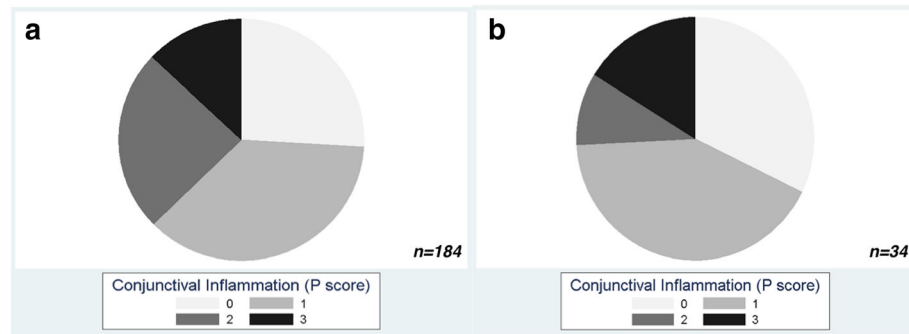 a
n=184
Conjunctival Inflammation (P score)
0 1
2 3
b
n=34
Conjunctival Inflammation (P score)
0 1
2 3